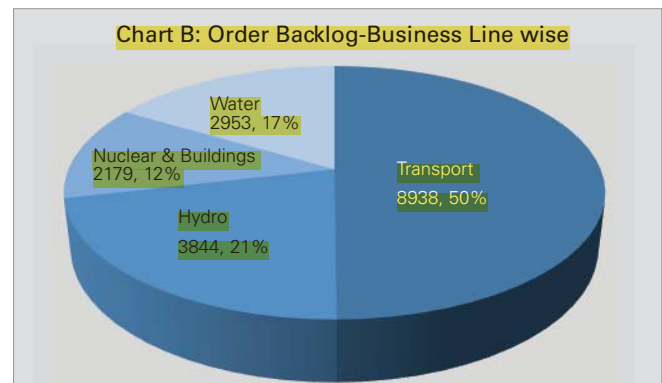 Chart B: Order Backlog-Business Line wise
Water
2953, 17%
Nuclear & Buildings
2179, 12%
Transport
8938, 50%
Hydro
3844, 21%